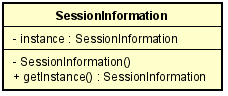 SessionInformation
- instance : SessionInformation
- SessionInformation()
+ getInstance() : SessionInformation